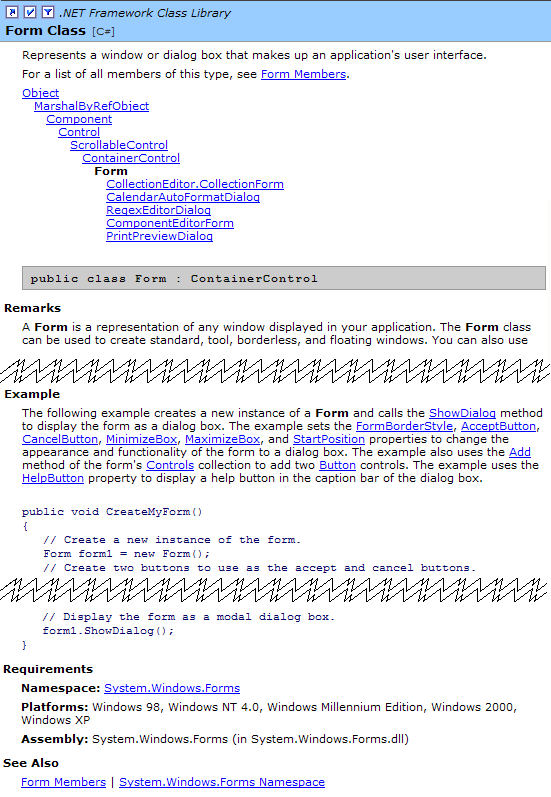 .NET Framework Class Library
Form Class [C#]
Represents a window or dialog box that makes up an application's user interface.
For a list of all members of this type, see Form Members.
Object
MarshalByRefObject
Component
Control
ScrollableControl
ContainerControl
Form
CollectionEditor.CollectionForm
CalendarAutoFormatDialog
RegexEditorDialog
ComponentEditorForm
PrintPreviewDialog
public class Form : ContainerControl
Remarks
A Form is a representation of any window displayed in your application. The Form class
can be used to create standard, tool, borderless, and floating windows. You can also use
Example
The following example creates a new instance of a Form and calls the ShowDialog method
to display the form as a dialog box. The example sets the FormBorderStyle, AcceptButton,
CancelButton, MinimizeBox, MaximizeBox, and StartPosition properties to change the
appearance and functionality of the form to a dialog box. The example also uses the Add
method of the form's Controls collection to add two Button controls. The example uses the
HelpButton property to display a help button in the caption bar of the dialog box.
public void CreateMyForm()
{
// Create a new instance of the form.
Form form1 = new Form();
// Create two buttons to use as the accept and cancel buttons.
// Display the form as a modal dialog box.
form1.ShowDialog();
}
Requirements
Namespace: System.Windows.Forms
Platforms: Windows 98, Windows NT 4.0, Windows Millennium Edition, Windows 2000,
Windows XP
Assembly: System.Windows.Forms (in System.Windows.Forms.dll)
See Also
Form Members | System.Windows.Forms Namespace